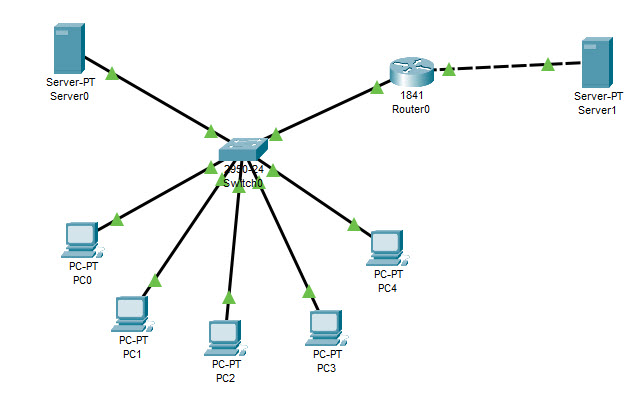 Server-PT
Server0
1841
Router0
Server-PT
Server1
2950-24
Switch0
PC-PT
PC0
PC-PT
PC1
PC-PT
PC2
PC-PT
PC3
PC-PT
PC4